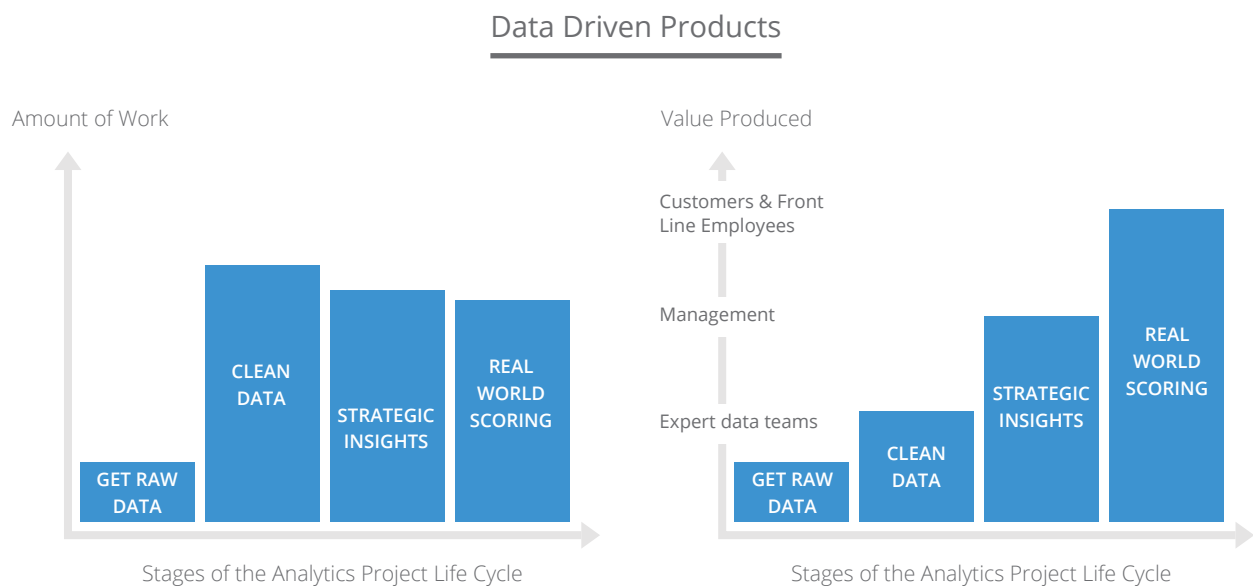 Data Driven Products
Amount of Work
CLEAN
DATA
STRATEGIC
INSIGHTS
REAL
WORLD
SCORING
GET RAW
DATA
Stages of the Analytics Project Life Cycle
Value Produced
Customers & Front
Line Employees
Management
Expert data teams
GET RAW
DATA
CLEAN
DATA
STRATEGIC
INSIGHTS
REAL
WORLD
SCORING
Stages of the Analytics Project Life Cycle